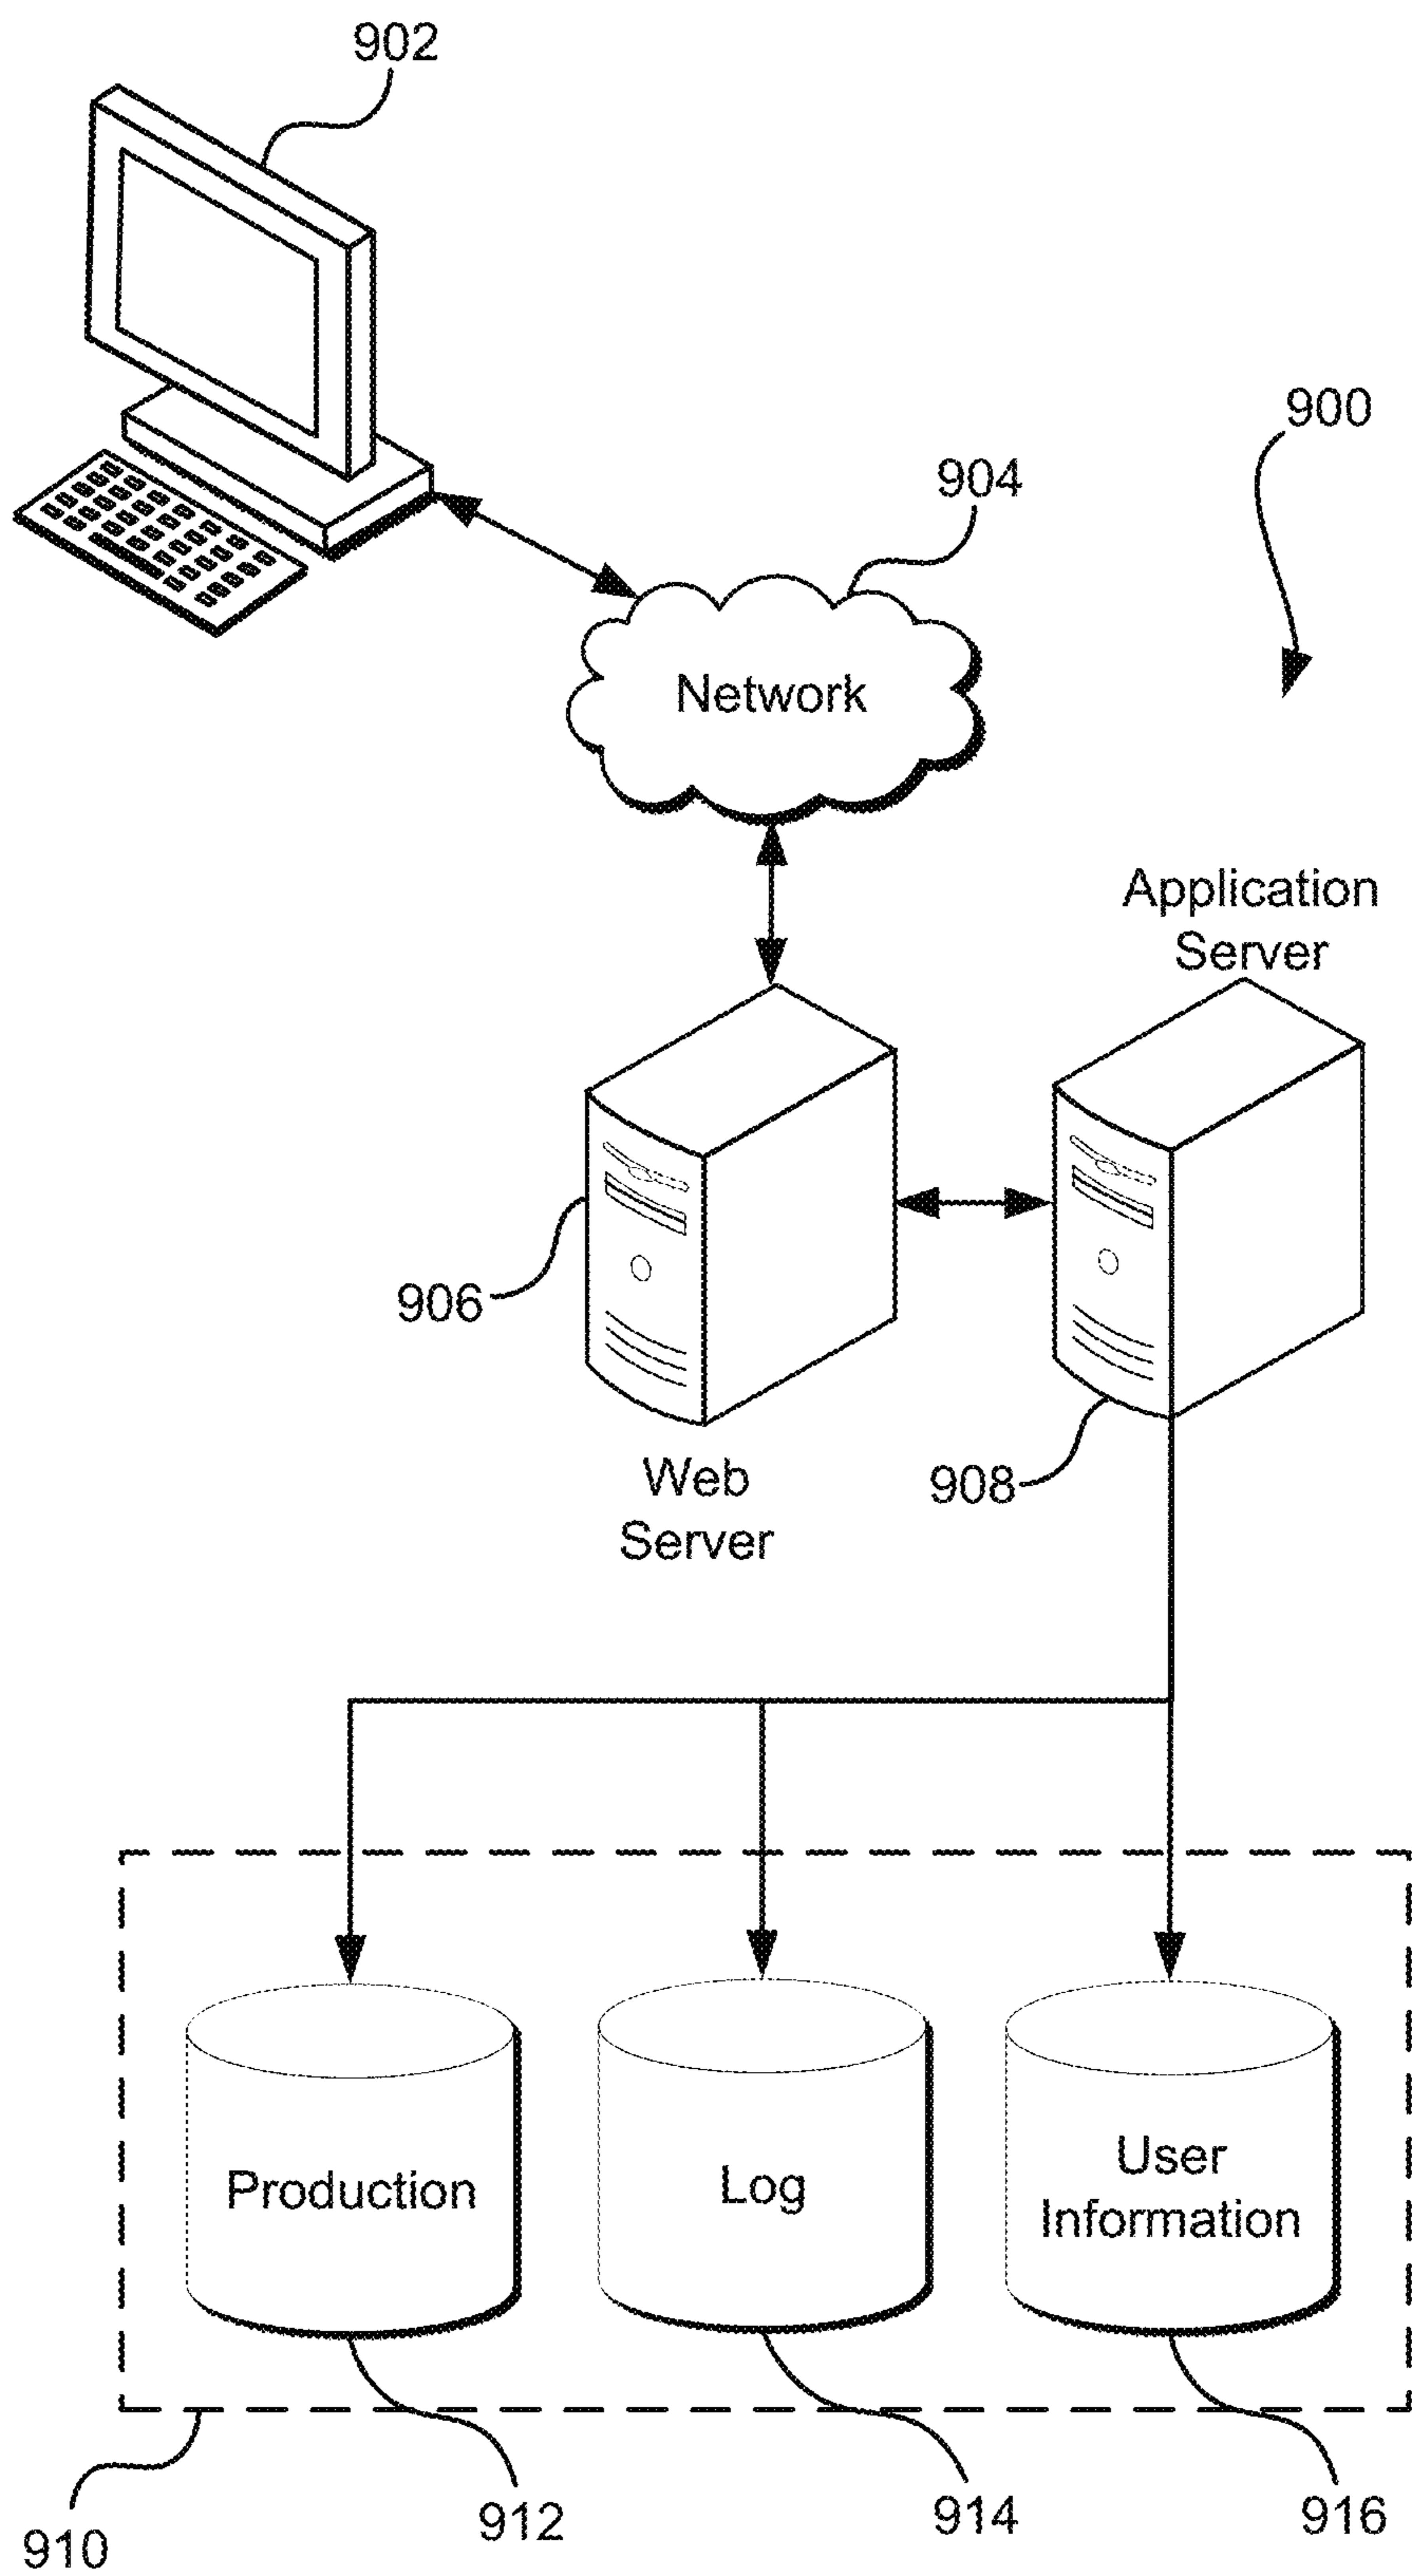 902
900
904
Network
Application
Server
906
908
Web
Server
Production
Log
User
Information
910
912
914
916